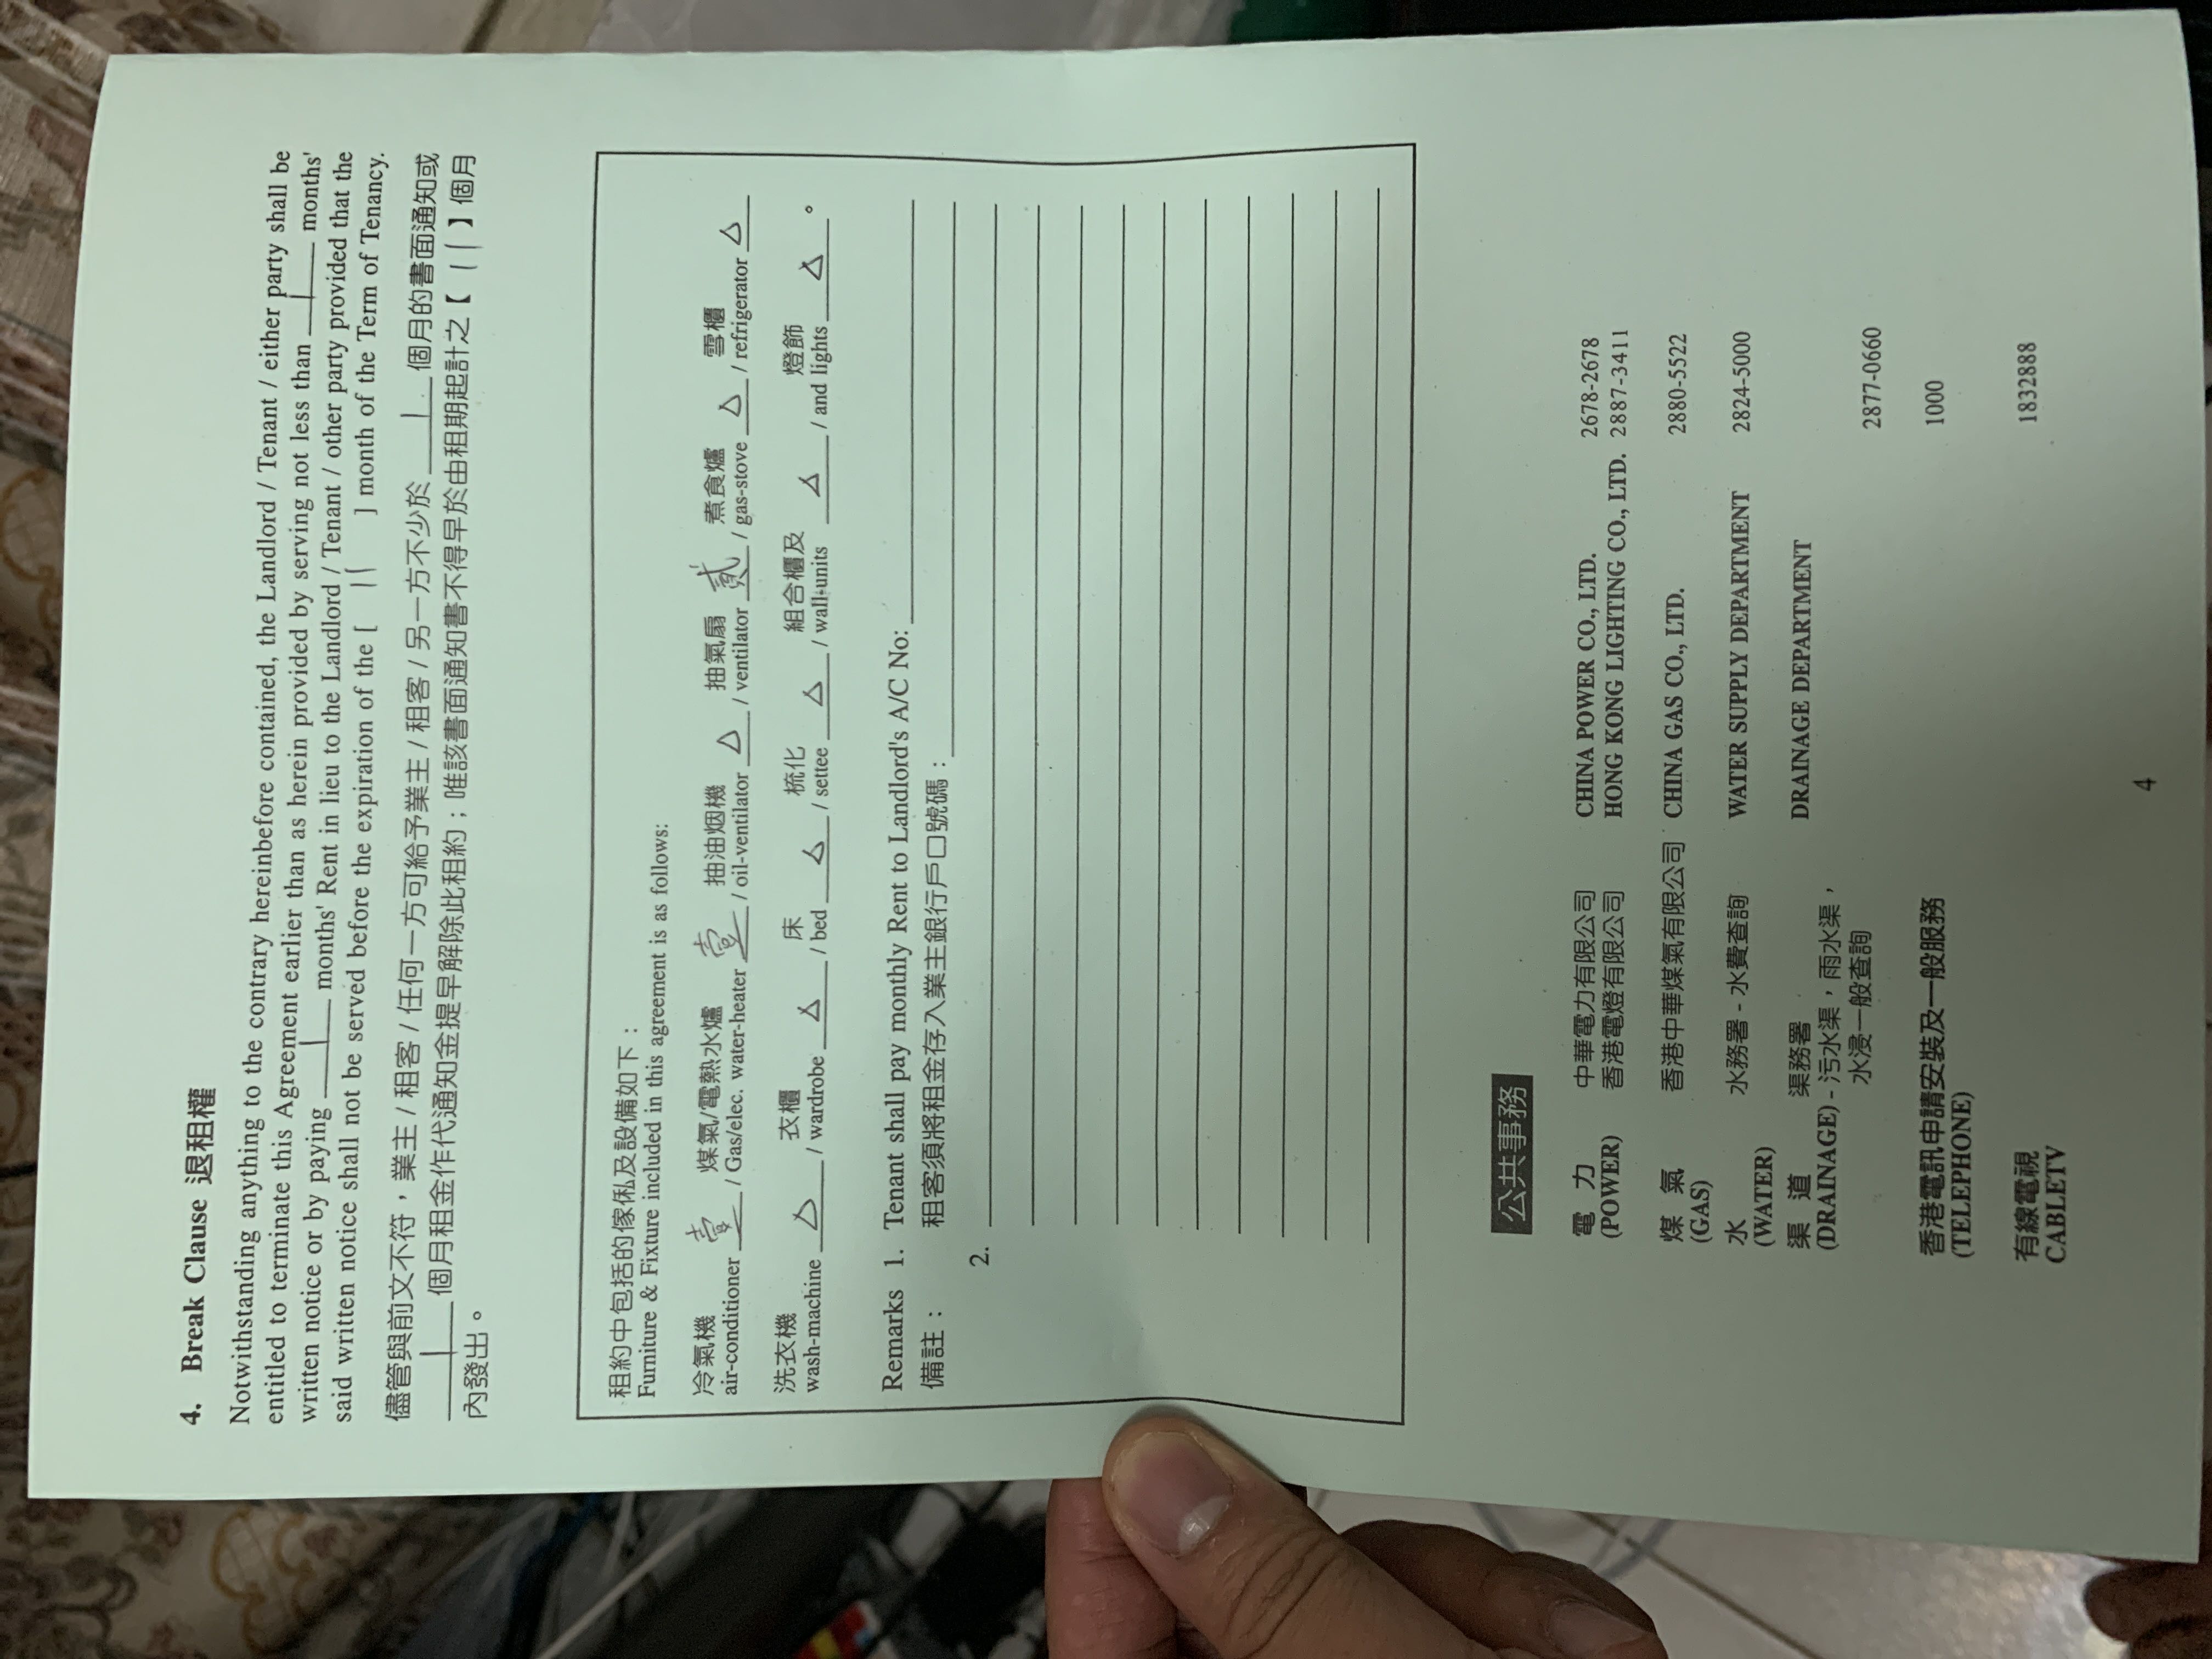 4. Break Clause 退租權
Notwithstanding anything to the contrary hereinbefore contained, the Landlord / Tenant / either party shall be
entitled to terminate this Agreement earlier than as herein provided by serving not less than 1 months'
written notice or by paying 1 months' Rent in lieu to the Landlord / Tenant / other party provided that the
said written notice shall not be served before the expiration of the [ 11 ] month of the Term of Tenancy.
儘管與前文不符，業主 / 租客 / 任何一方可給予業主 / 租客 / 另一方不少於 1 個月的書面通知或
1 個月租金作代通知金提早解除此租約；唯該書面通知書不得早於由租期起計之【 11 】個月
內發出。
租約中包括的傢俬及設備如下：
Furniture & Fixture included in this agreement is as follows:
冷氣機 煤氣/電熱水爐 抽油烟機 抽氣扇 煮食爐 雪櫃
air-conditioner 壹 / Gas/elec. water-heater 壹 / oil-ventilator △ / ventilator 貳 / gas-stove △ / refrigerator △
洗衣機 衣櫃 床 梳化 組合櫃及 燈飾
wash-machine △ / wardrobe △ / bed △ / settee △ / wall-units △ / and lights △ 。
Remarks 1. Tenant shall pay monthly Rent to Landlord's A/C No:
備註： 租客須將租金存入業主銀行戶口號碼：
2.
公共事務
電 力 中華電力有限公司 CHINA POWER CO., LTD. 2678-2678
(POWER) 香港電燈有限公司 HONG KONG LIGHTING CO., LTD. 2887-3411
煤 氣 香港中華煤氣有限公司 CHINA GAS CO., LTD. 2880-5522
(GAS)
水 水務署 - 水費查詢 WATER SUPPLY DEPARTMENT 2824-5000
(WATER)
渠 道 渠務署 DRAINAGE DEPARTMENT
(DRAINAGE) - 污水渠，雨水渠，
水浸一般查詢 2877-0660
香港電訊申請安裝及一般服務 1000
(TELEPHONE)
有線電視 1832888
CABLETV
4